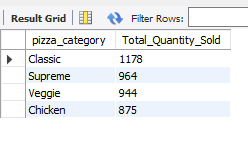 Result Grid Filter Rows:
pizza_category Total_Quantity_Sold
Classic 1178
Supreme 964
Veggie 944
Chicken 875